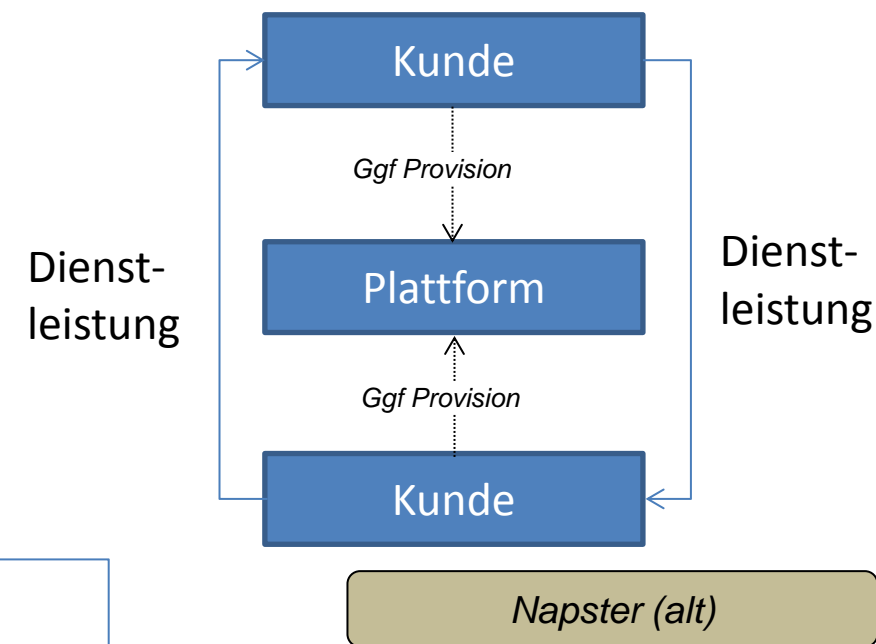 Kunde
Ggf Provision
Dienst-
leistung
Plattform
Dienst-
leistung
Ggf Provision
Kunde
Napster (alt)